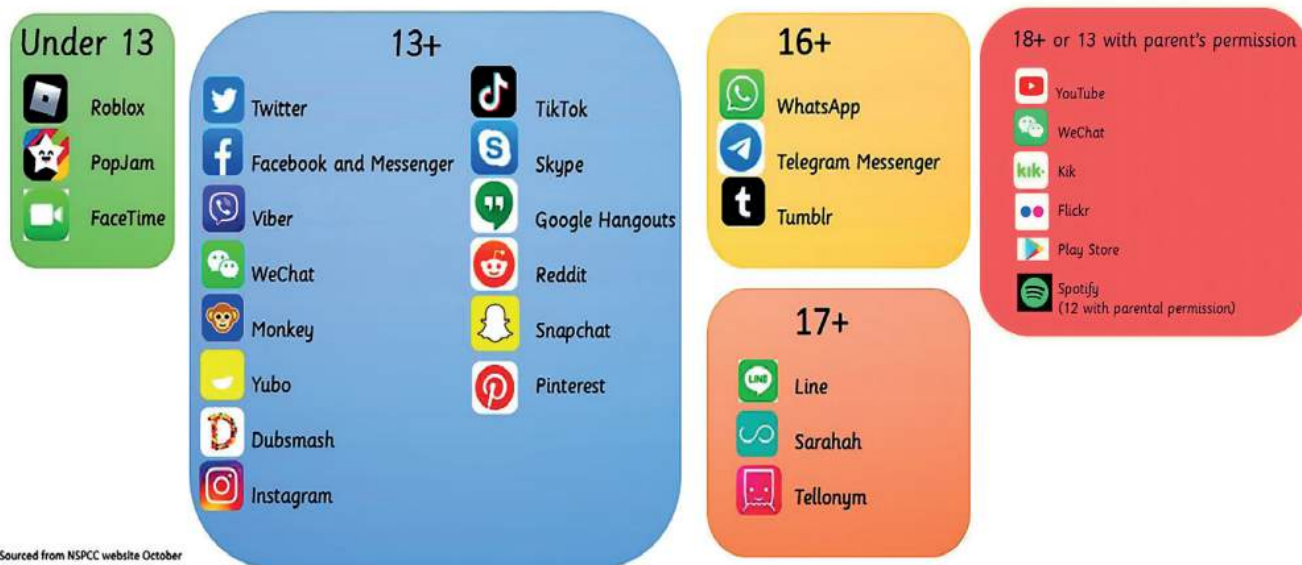 Under 13
Roblox
PopJam
FaceTime
13+
Twitter
Facebook and Messenger
Viber
WeChat
Monkey
Yubo
Dubsmash
Instagram
TikTok
Skype
Google Hangouts
Reddit
Snapchat
Pinterest
16+
WhatsApp
Telegram Messenger
t Tumblr
17+
LINE Line
Sarahah
Tellonym
18+ or 13 with parent's permission
YouTube
WeChat
kik· Kik
Flickr
Play Store
Spotify
(12 with parental permission)
Sourced from NSPCC website October